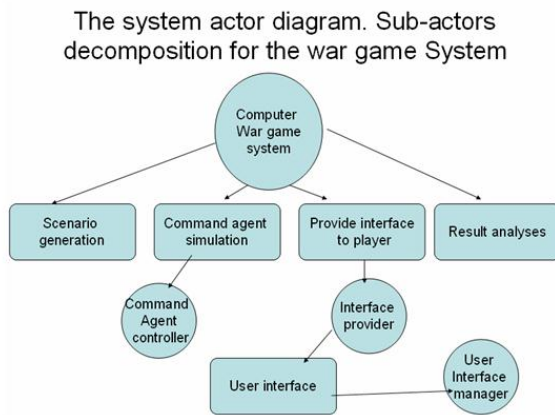 The system actor diagram. Sub-actors
decomposition for the war game System
Computer
War game
system
Scenario
generation
Command agent
simulation
Provide interface
to player
Result analyses
Command
Agent
controller
Interface
provider
User interface
User
Interface
manager